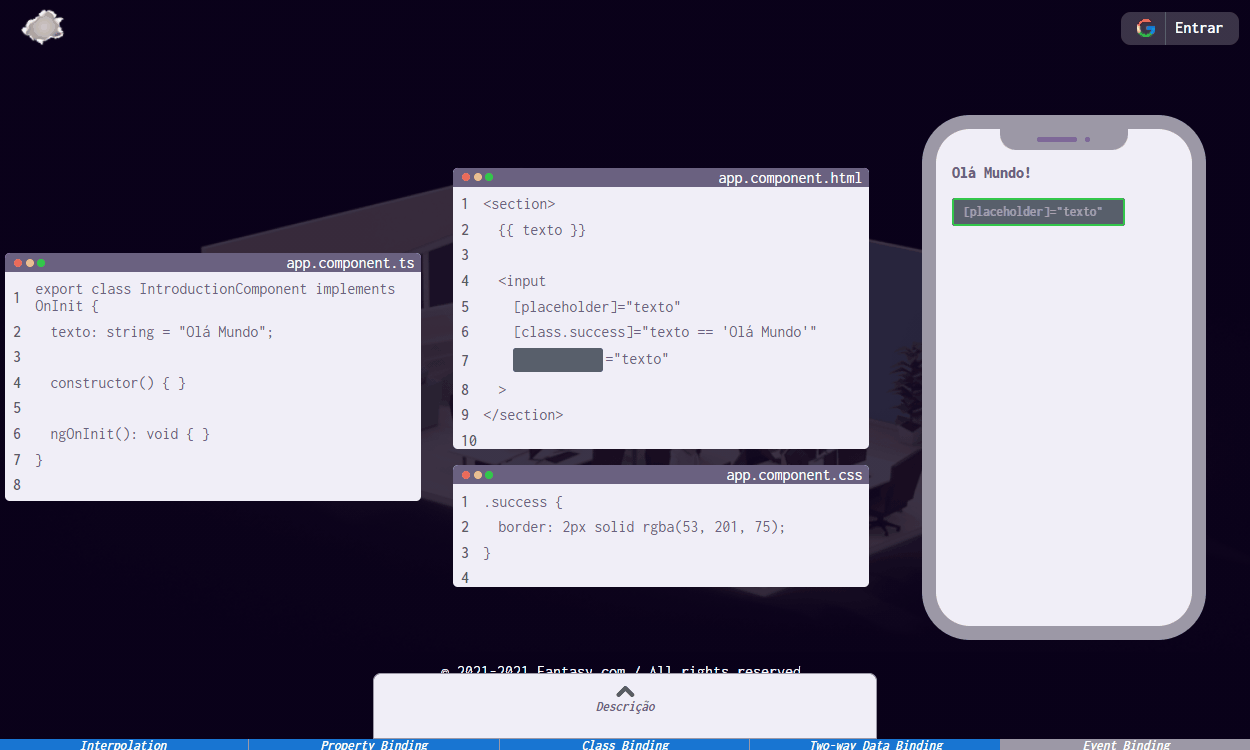 Entrar
app.component.ts
1 export class IntroductionComponent implements
OnInit {
2 texto: string = "Olá Mundo";
3
4 constructor() { }
5
6 ngOnInit(): void { }
7 }
8
app.component.html
1 <section>
2 {{ texto }}
3
4 <input
5 [placeholder]="texto"
6 [class.success]="texto == 'Olá Mundo'"
7 ="texto"
8 >
9 </section>
10
app.component.css
1 .success {
2 border: 2px solid rgba(53, 201, 75);
3 }
4
Olá Mundo!
[placeholder]="texto"
© 2021-2021 Fantasy.com / All rights reserved
Descrição
Interpolation
Property Binding
Class Binding
Two-way Data Binding
Event Binding